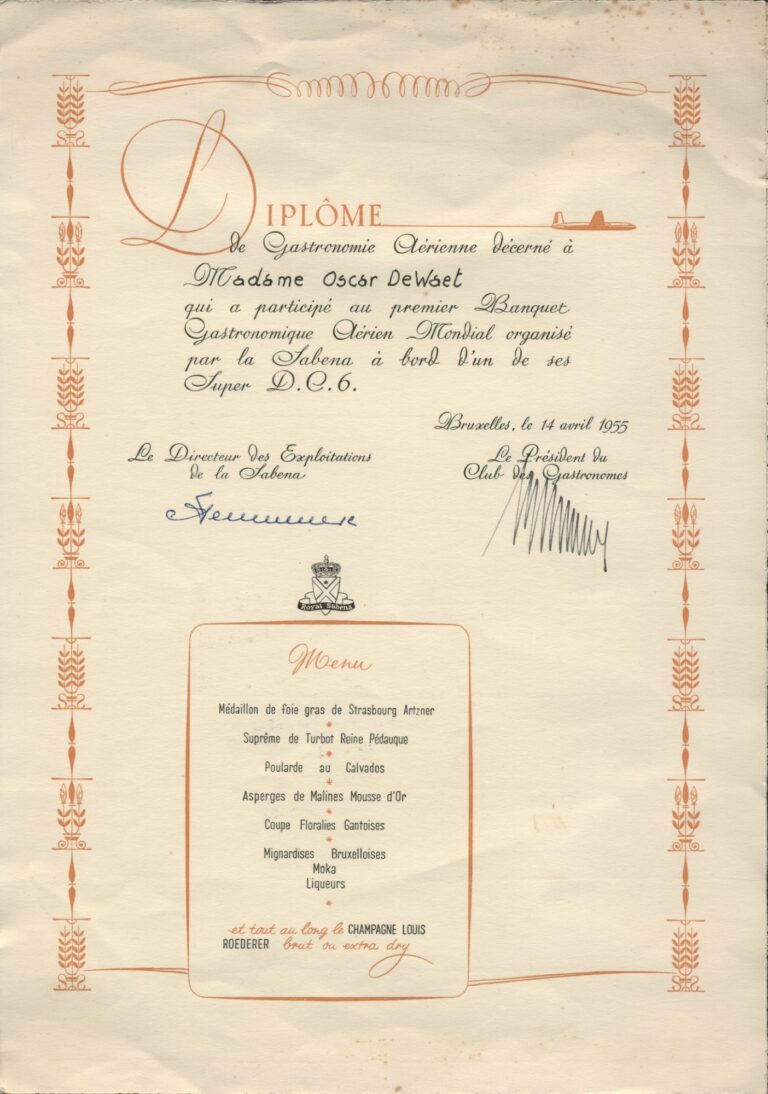 DIPLÔME
de Gastronomie Aérienne décerné à
Madame Oscar DeWaet
qui a participé au premier Banquet
Gastronomique Aérien Mondial organisé
par la Sabena à bord d'un de ses
Super D.C.6.
Bruxelles, le 14 avril 1955
Le Directeur des Exploitations
de la Sabena
Le Président du
Club des Gastronomes
Royal Sabena
Menu
Médaillon de foie gras de Strasbourg Artzner
Suprême de Turbot Reine Pédauque
Poularde au Calvados
Asperges de Malines Mousse d'Or
Coupe Floralies Gantoises
Mignardises Bruxelloises
Moka
Liqueurs
et tout au long le CHAMPAGNE LOUIS
ROEDERER brut ou extra dry